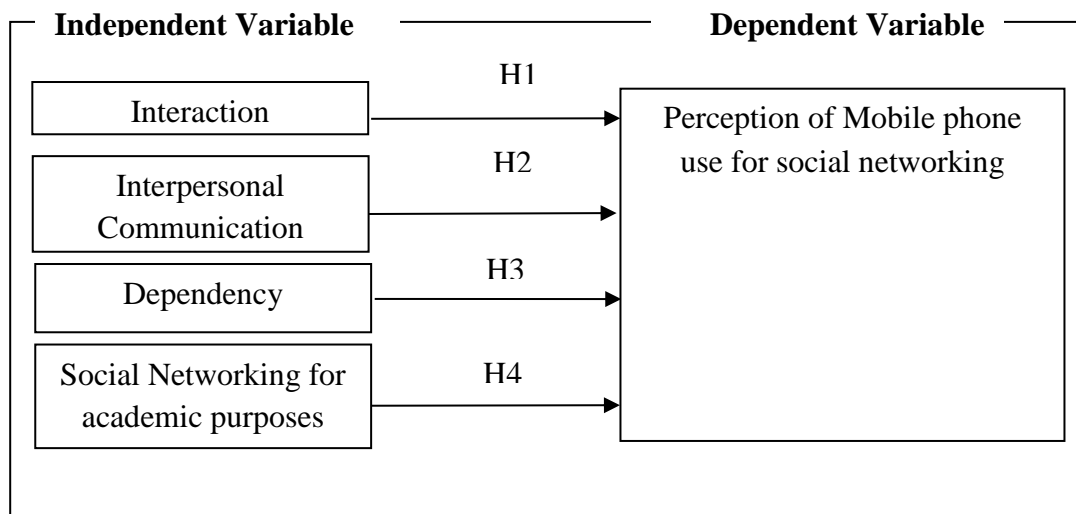 Independent Variable
Dependent Variable
Interaction
H1
Perception of Mobile phone
use for social networking
Interpersonal
Communication
H2
Dependency
H3
Social Networking for
academic purposes
H4